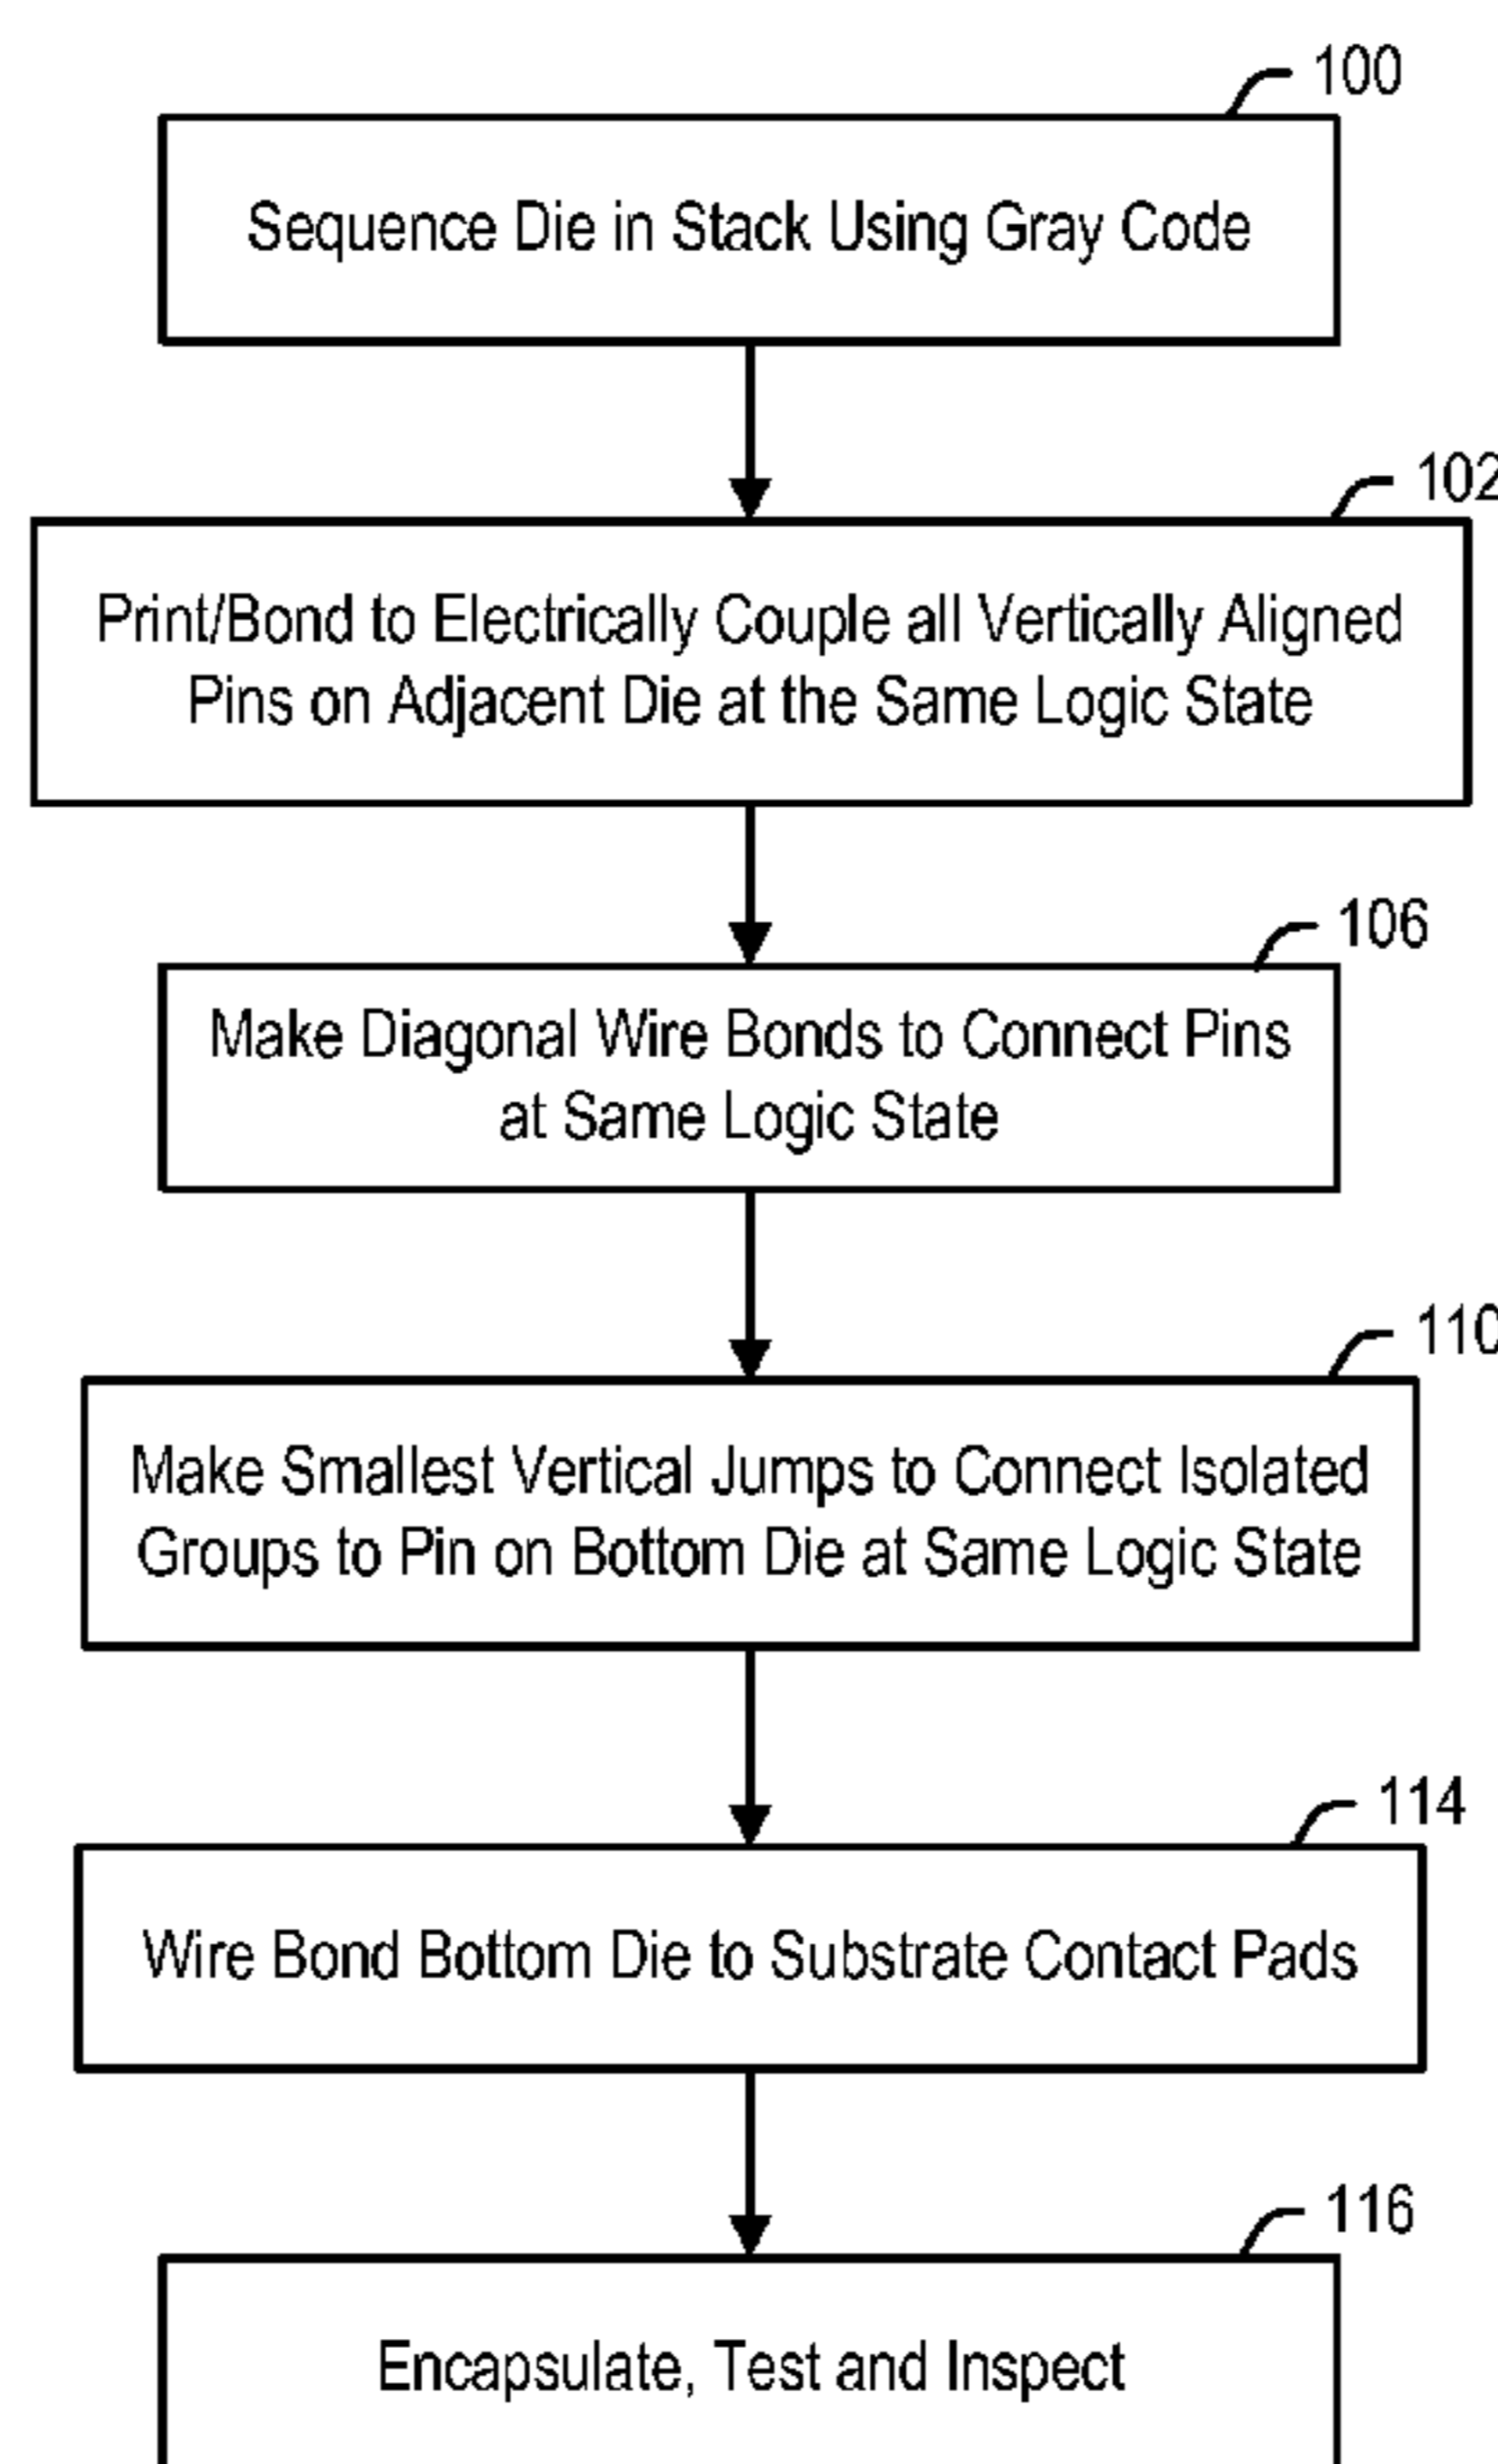 100
Sequence Die in Stack Using Gray Code
102
Print/Bond to Electrically Couple all Vertically Aligned
Pins on Adjacent Die at the Same Logic State
106
Make Diagonal Wire Bonds to Connect Pins
at Same Logic State
110
Make Smallest Vertical Jumps to Connect Isolated
Groups to Pin on Bottom Die at Same Logic State
114
Wire Bond Bottom Die to Substrate Contact Pads
116
Encapsulate, Test and Inspect